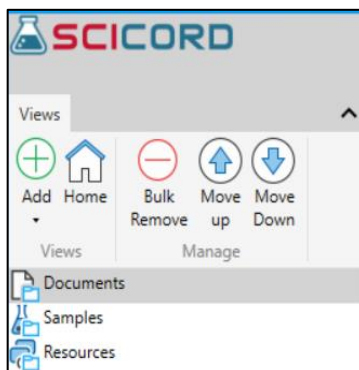 SCICORD
Views
Add Home Bulk Remove Move up Move Down
Views Manage
Documents
Samples
Resources